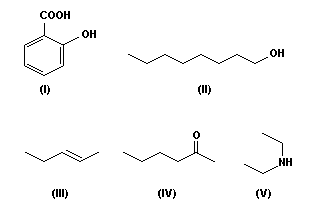 COOH
OH
OH
(I)
(II)
O
NH
(III)
(IV)
(V)